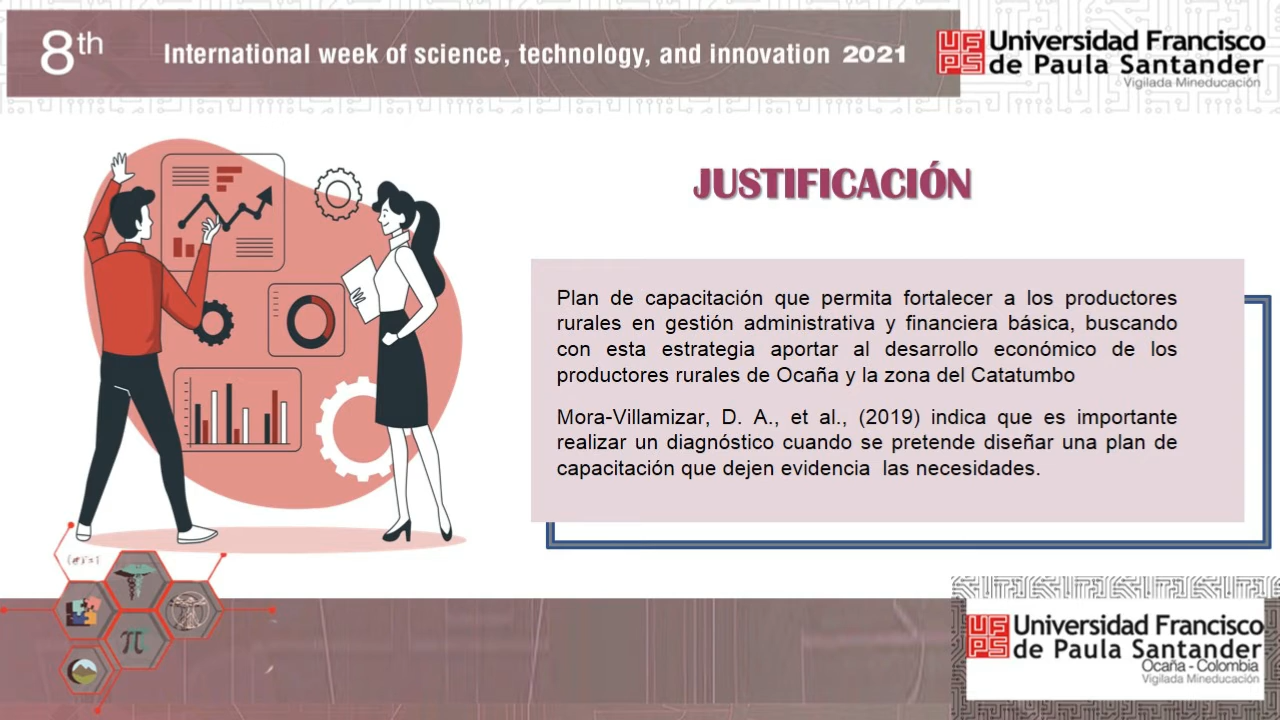 8th
International week of science, technology, and innovation 2021
UFPS Universidad Francisco
de Paula Santander
Vigilada Mineducación
JUSTIFICACIÓN
Plan de capacitación que permita fortalecer a los productores
rurales en gestión administrativa y financiera básica, buscando
con esta estrategia aportar al desarrollo económico de los
productores rurales de Ocaña y la zona del Catatumbo
Mora-Villamizar, D. A., et al., (2019) indica que es importante
realizar un diagnóstico cuando se pretende diseñar una plan de
capacitación que dejen evidencia las necesidades.
π
UFPS Universidad Francisco
de Paula Santander
Ocaña - Colombia
Vigilada Mineducación